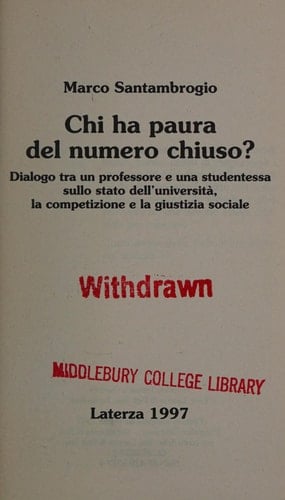 Marco Santambrogio
Chi ha paura
del numero chiuso?
Dialogo tra un professore e una studentessa
sullo stato dell'università,
la competizione e la giustizia sociale
Withdrawn
MIDDLEBURY COLLEGE LIBRARY
Laterza 1997